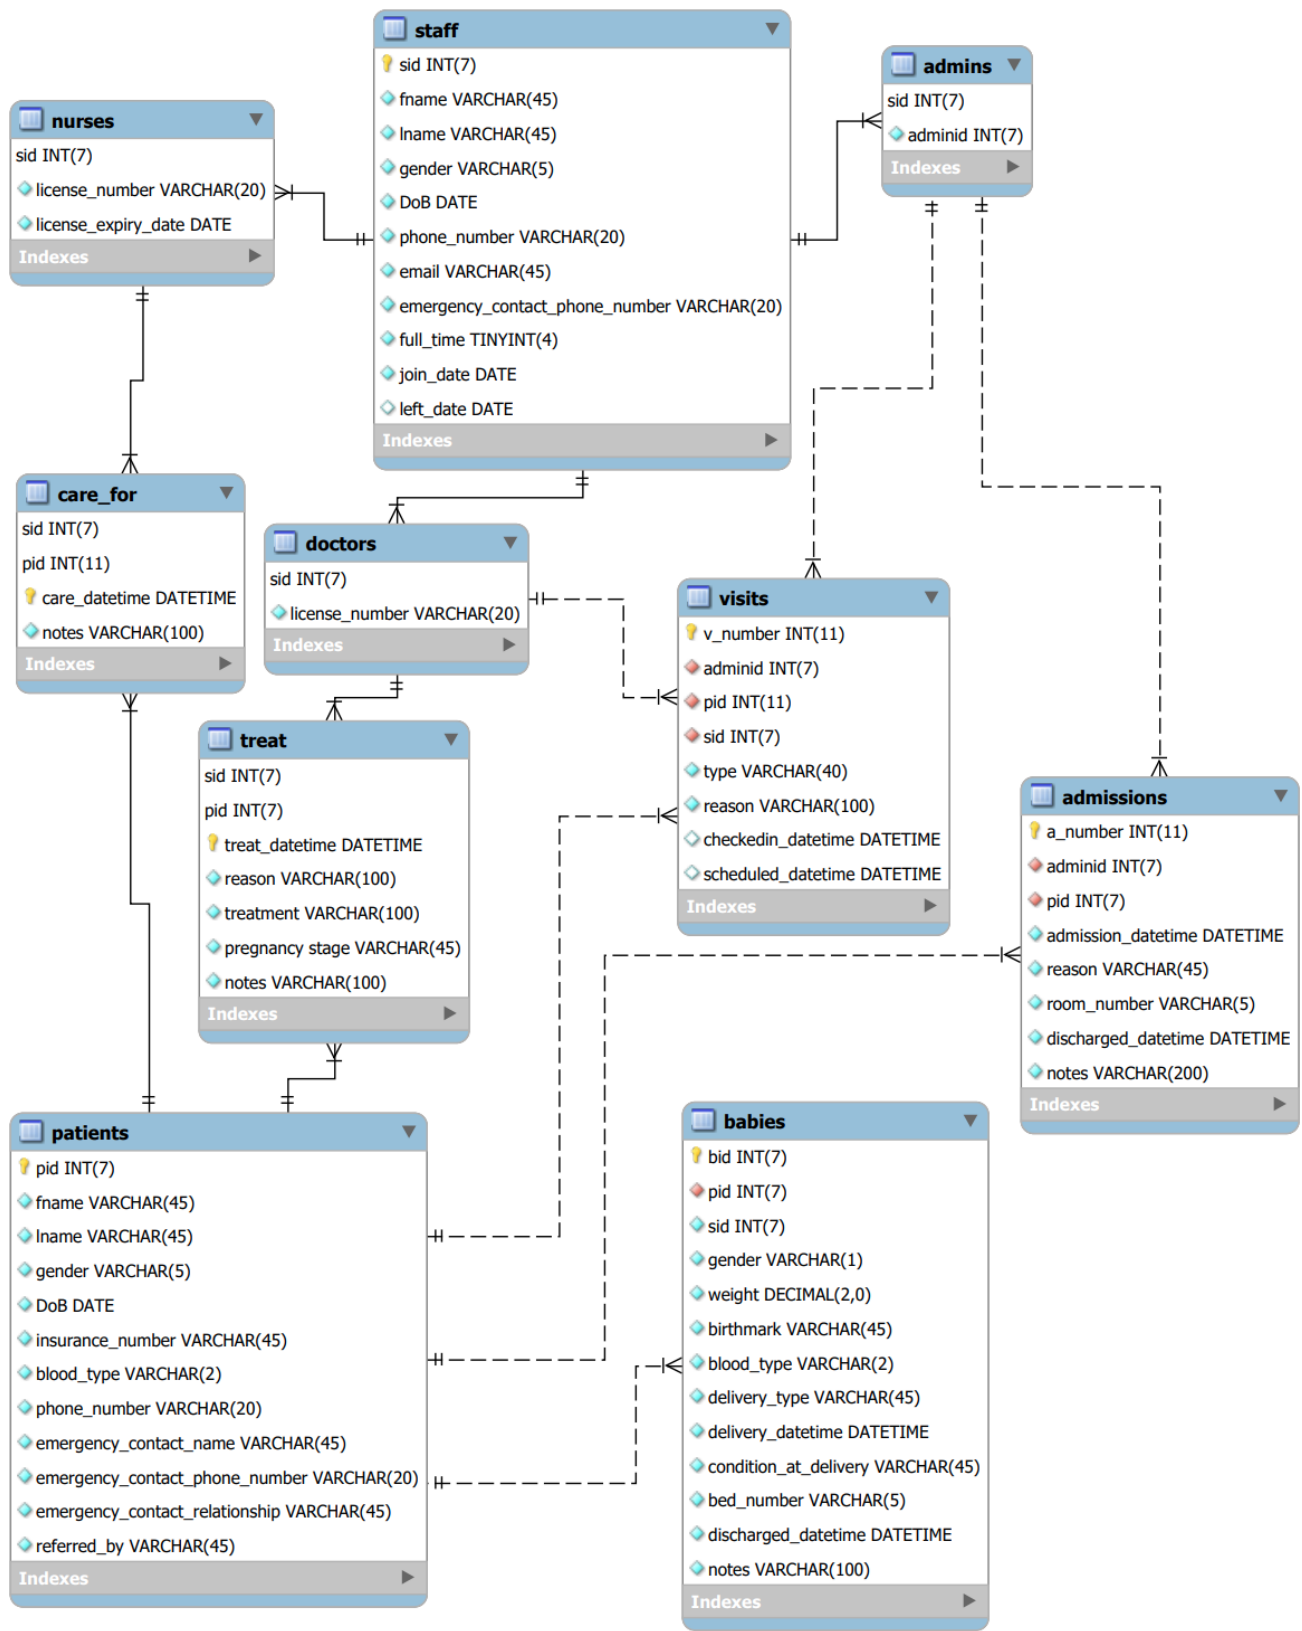 staff
sid INT(7)
fname VARCHAR(45)
lname VARCHAR(45)
gender VARCHAR(5)
DoB DATE
phone_number VARCHAR(20)
email VARCHAR(45)
emergency_contact_phone_number VARCHAR(20)
full_time TINYINT(4)
join_date DATE
left_date DATE
Indexes
admins
sid INT(7)
adminid INT(7)
Indexes
nurses
sid INT(7)
license_number VARCHAR(20)
license_expiry_date DATE
Indexes
care_for
sid INT(7)
pid INT(11)
care_datetime DATETIME
notes VARCHAR(100)
Indexes
doctors
sid INT(7)
license_number VARCHAR(20)
Indexes
visits
v_number INT(11)
adminid INT(7)
pid INT(11)
sid INT(7)
type VARCHAR(40)
reason VARCHAR(100)
checkedin_datetime DATETIME
scheduled_datetime DATETIME
Indexes
treat
sid INT(7)
pid INT(7)
treat_datetime DATETIME
reason VARCHAR(100)
treatment VARCHAR(100)
pregnancy stage VARCHAR(45)
notes VARCHAR(100)
Indexes
admissions
a_number INT(11)
adminid INT(7)
pid INT(7)
admission_datetime DATETIME
reason VARCHAR(45)
room_number VARCHAR(5)
discharged_datetime DATETIME
notes VARCHAR(200)
Indexes
patients
pid INT(7)
fname VARCHAR(45)
lname VARCHAR(45)
gender VARCHAR(5)
DoB DATE
insurance_number VARCHAR(45)
blood_type VARCHAR(2)
phone_number VARCHAR(20)
emergency_contact_name VARCHAR(45)
emergency_contact_phone_number VARCHAR(20)
emergency_contact_relationship VARCHAR(45)
referred_by VARCHAR(45)
Indexes
babies
bid INT(7)
pid INT(7)
sid INT(7)
gender VARCHAR(1)
weight DECIMAL(2,0)
birthmark VARCHAR(45)
blood_type VARCHAR(2)
delivery_type VARCHAR(45)
delivery_datetime DATETIME
condition_at_delivery VARCHAR(45)
bed_number VARCHAR(5)
discharged_datetime DATETIME
notes VARCHAR(100)
Indexes